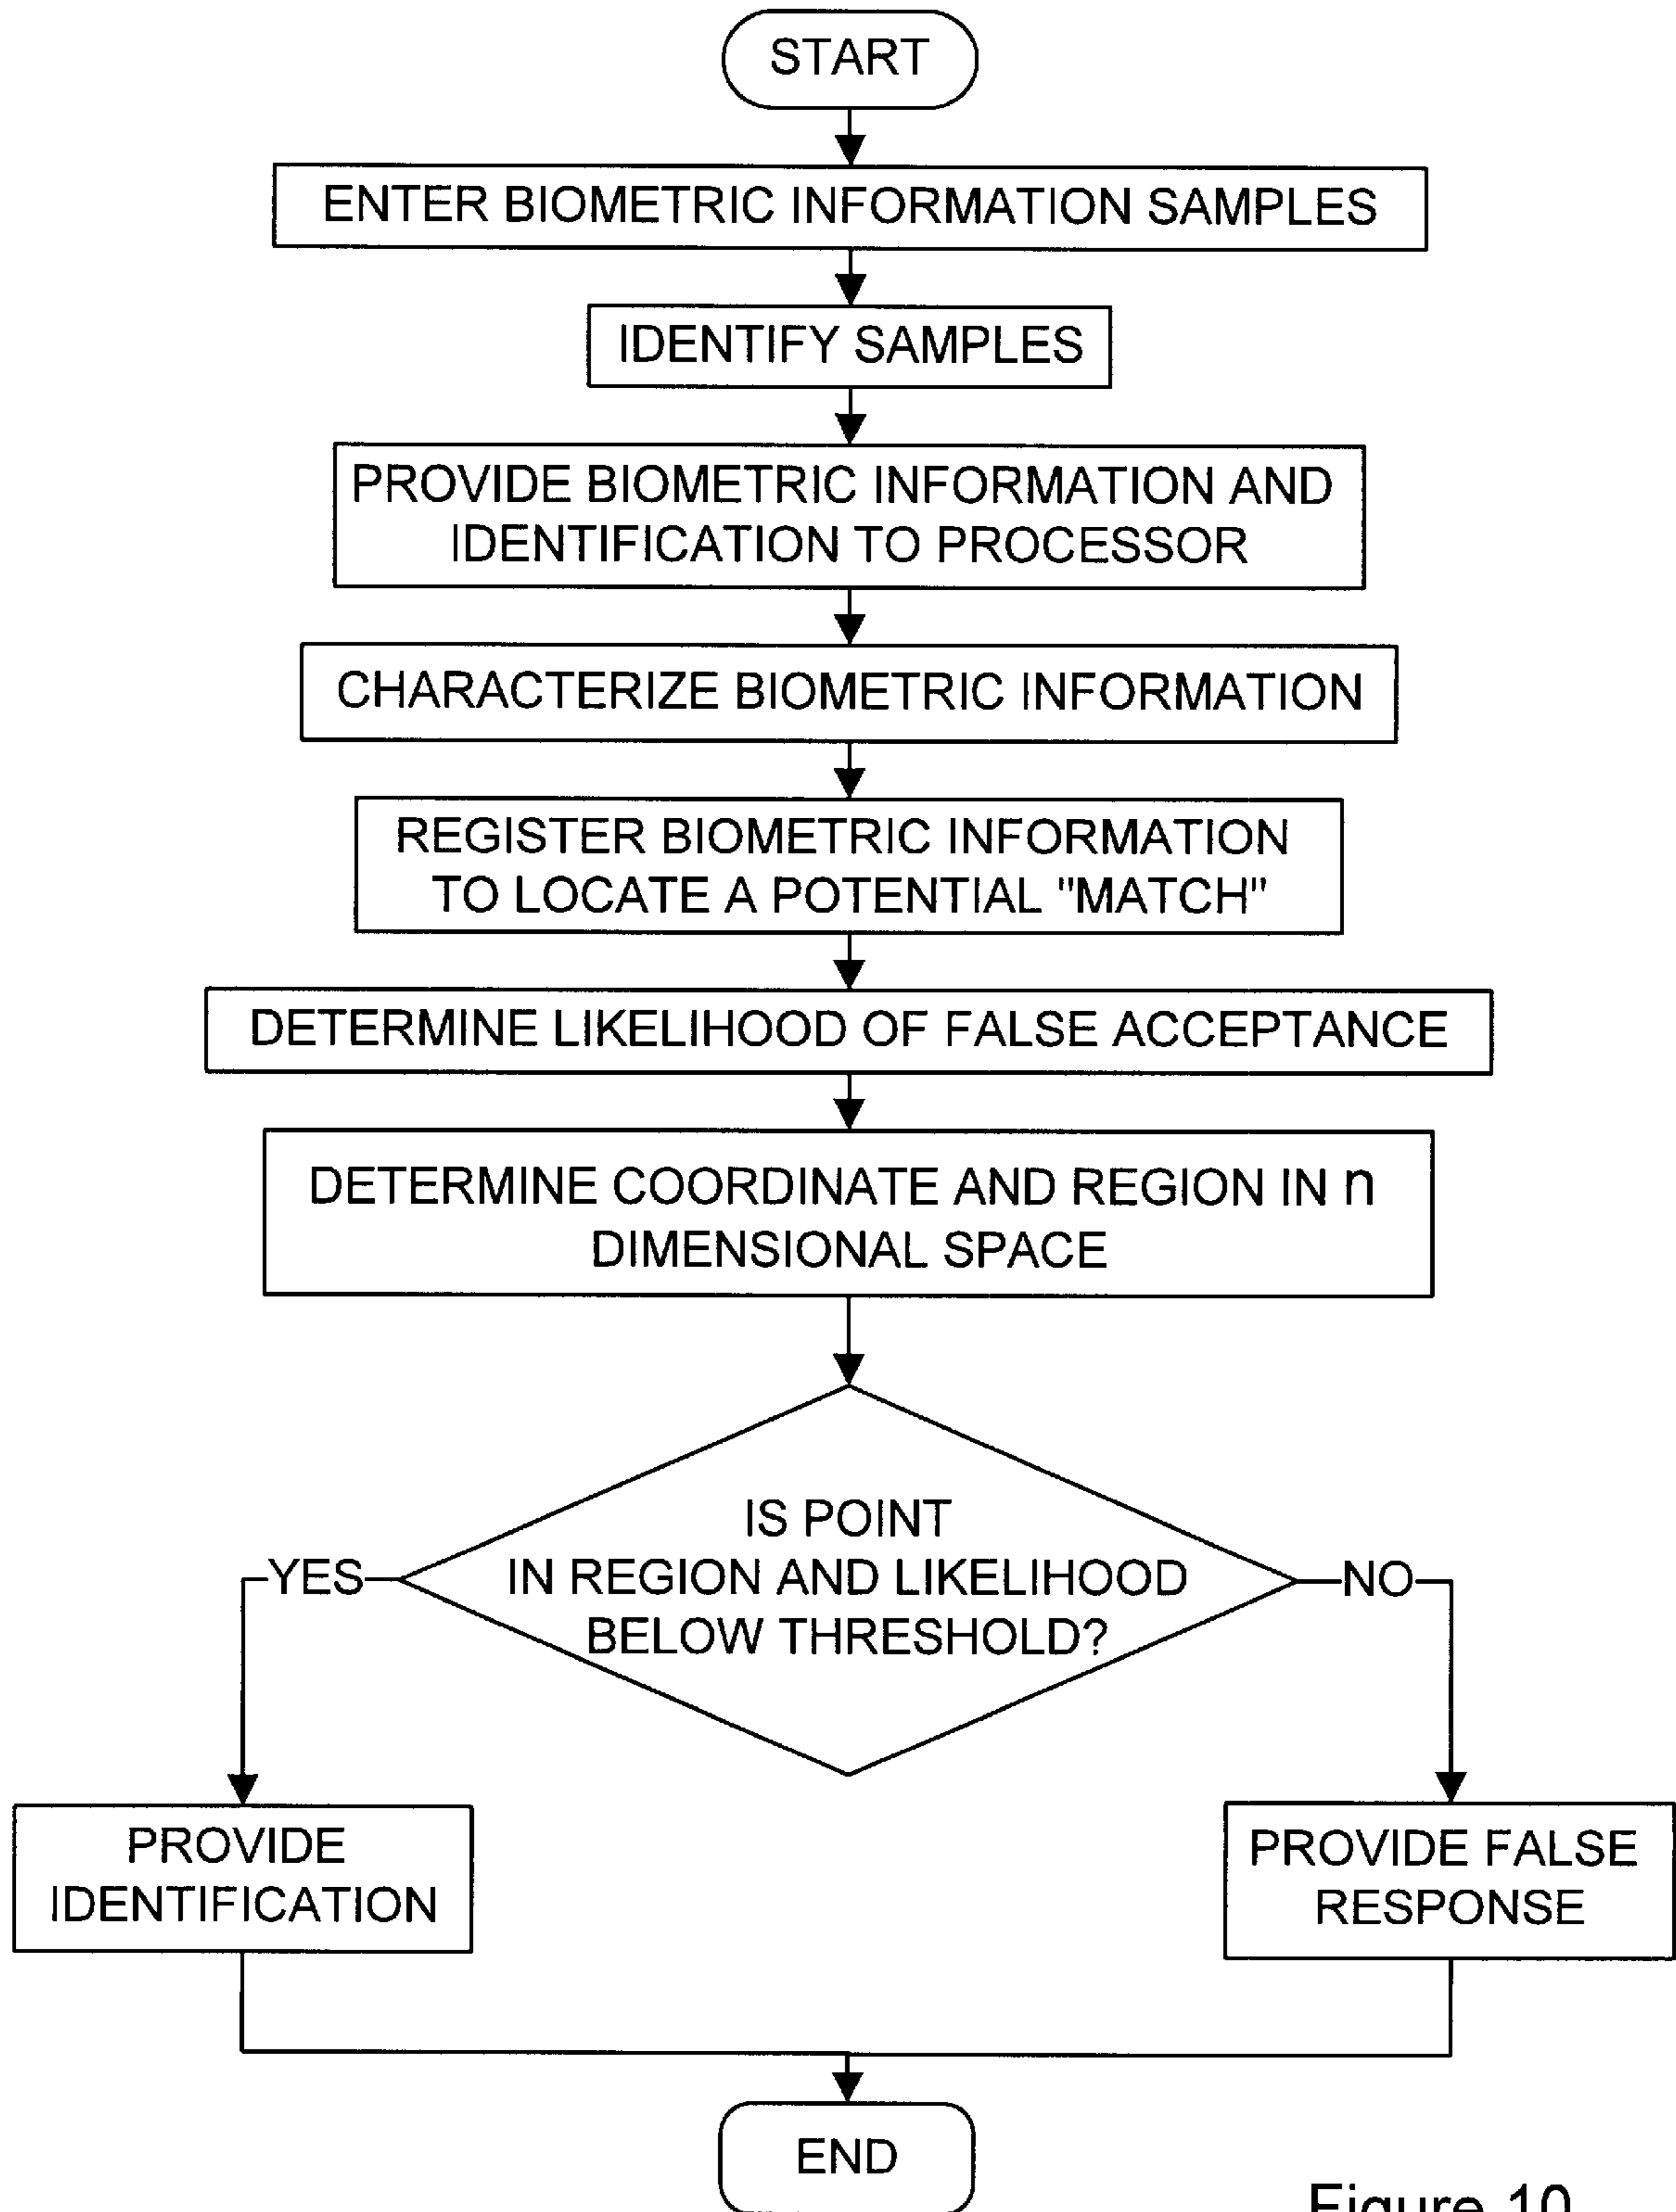 START
ENTER BIOMETRIC INFORMATION SAMPLES
IDENTIFY SAMPLES
PROVIDE BIOMETRIC INFORMATION AND
IDENTIFICATION TO PROCESSOR
CHARACTERIZE BIOMETRIC INFORMATION
REGISTER BIOMETRIC INFORMATION
TO LOCATE A POTENTIAL "MATCH"
DETERMINE LIKELIHOOD OF FALSE ACCEPTANCE
DETERMINE COORDINATE AND REGION IN n
DIMENSIONAL SPACE
IS POINT
IN REGION AND LIKELIHOOD
BELOW THRESHOLD?
YES
NO
PROVIDE
IDENTIFICATION
PROVIDE FALSE
RESPONSE
END
Figure 10